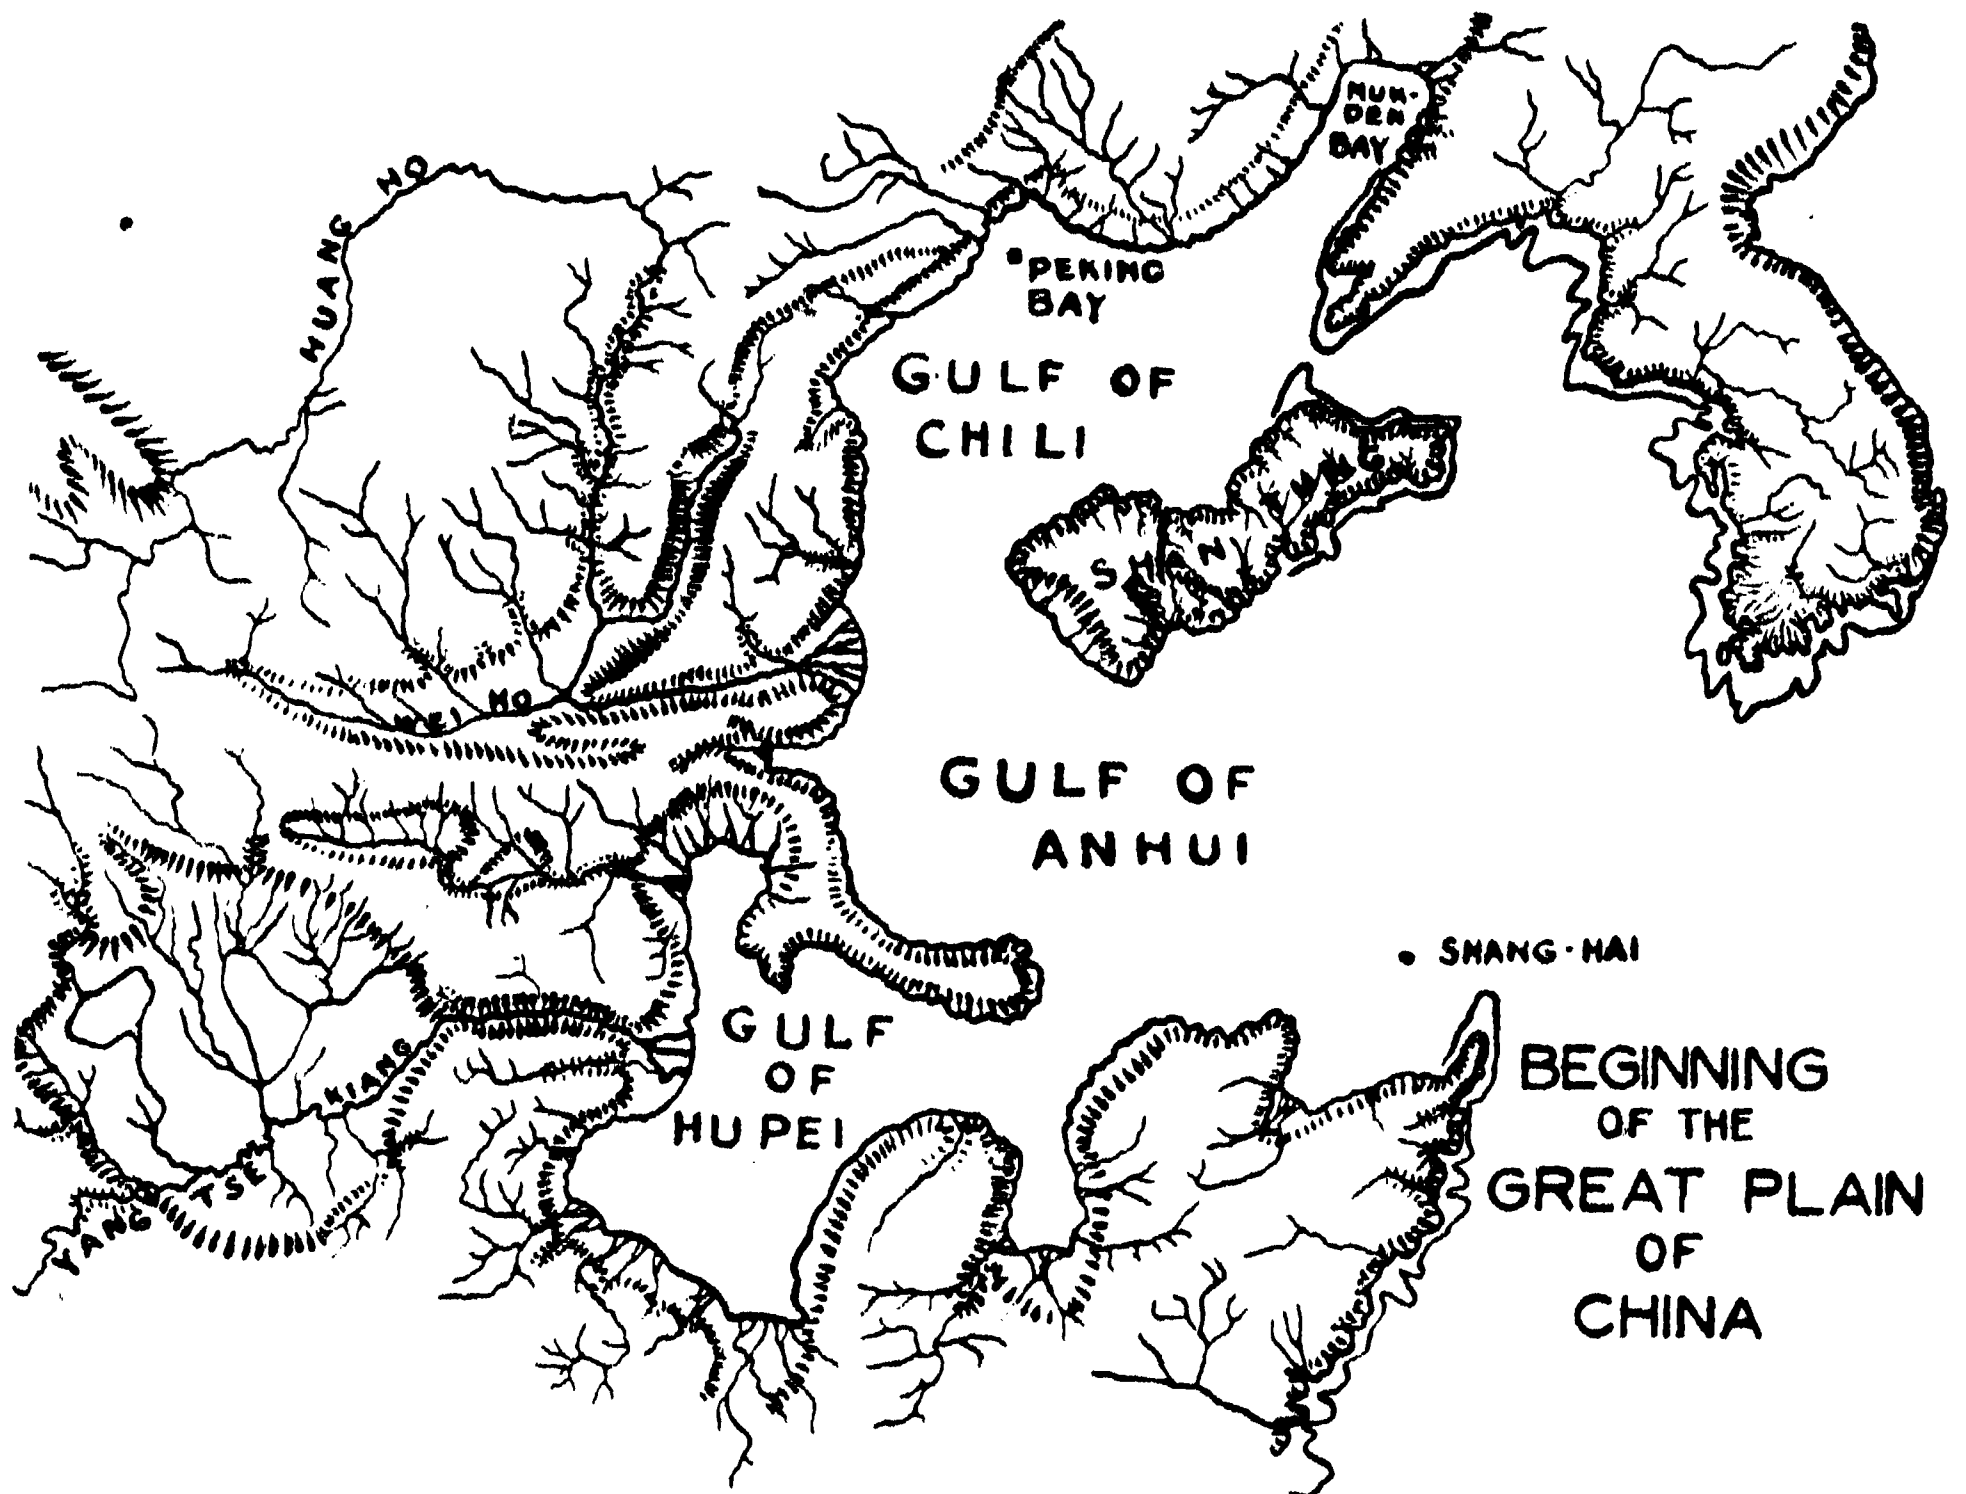 HUANG HO
MUK-
DEN
BAY
PEKING
BAY
GULF OF
CHILI
SHANTUNG
WEI HO
GULF OF
ANHUI
SHANG-HAI
GULF
OF
HUPEI
YANG TSE KIANG
BEGINNING
OF THE
GREAT PLAIN
OF
CHINA